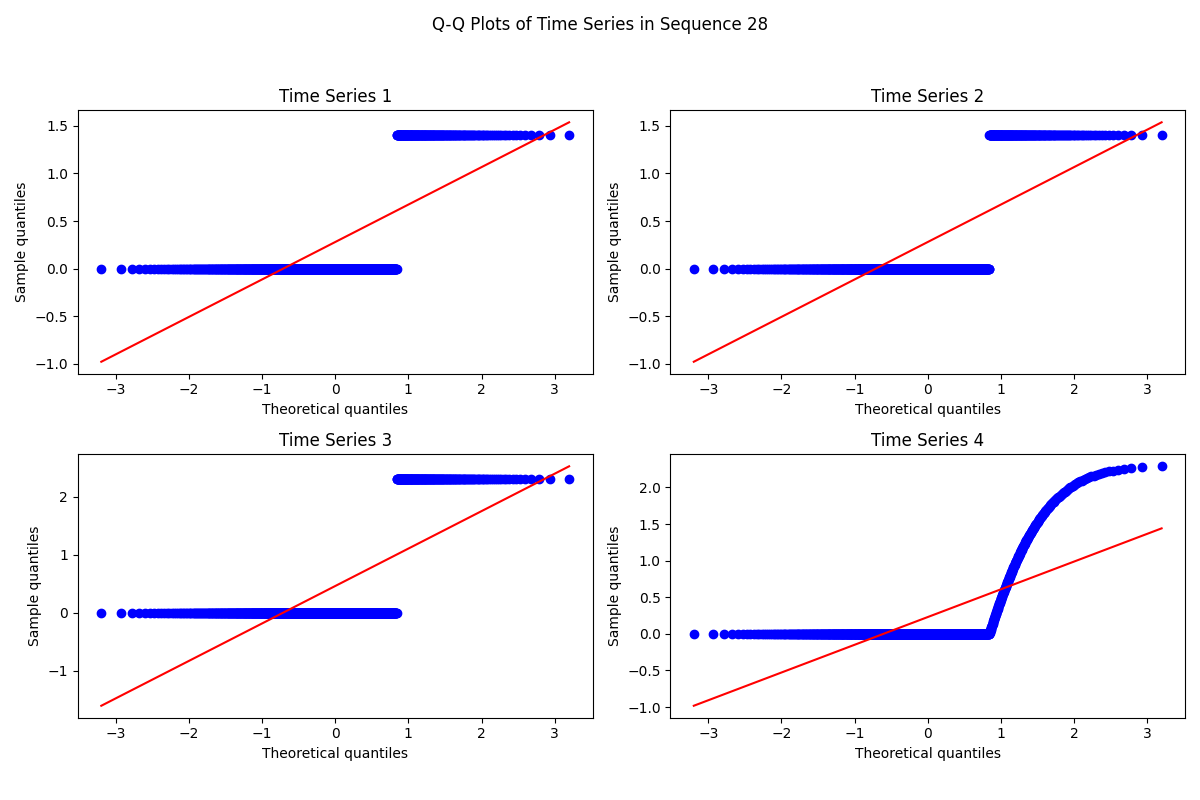 Q-Q Plots of Time Series in Sequence 28
Time Series 1
Sample quantiles
1.5
1.0
0.5
0.0
−0.5
−1.0
−3 −2 −1 0 1 2 3
Theoretical quantiles
Time Series 2
Sample quantiles
1.5
1.0
0.5
0.0
−0.5
−1.0
−3 −2 −1 0 1 2 3
Theoretical quantiles
Time Series 3
Sample quantiles
2
1
0
−1
−3 −2 −1 0 1 2 3
Theoretical quantiles
Time Series 4
Sample quantiles
2.0
1.5
1.0
0.5
0.0
−0.5
−1.0
−3 −2 −1 0 1 2 3
Theoretical quantiles